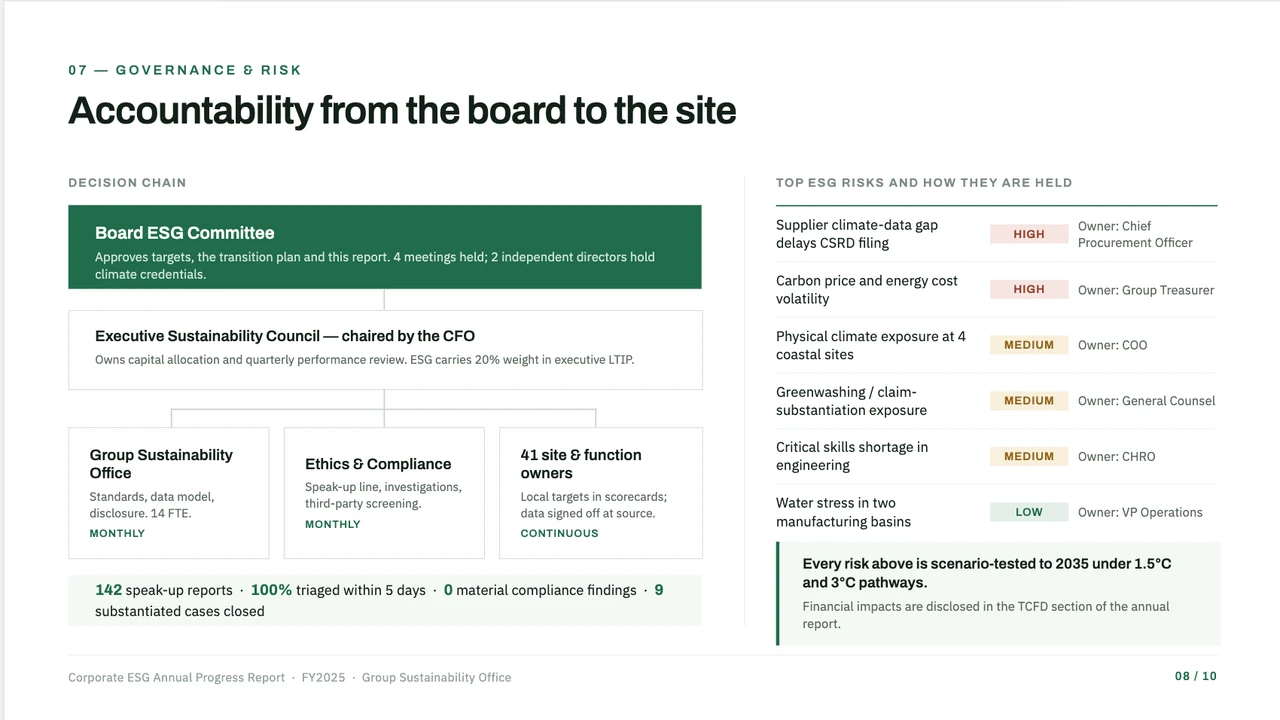 07 — GOVERNANCE & RISK
Accountability from the board to the site
DECISION CHAIN
Board ESG Committee
Approves targets, the transition plan and this report. 4 meetings held; 2 independent directors hold
climate credentials.
Executive Sustainability Council — chaired by the CFO
Owns capital allocation and quarterly performance review. ESG carries 20% weight in executive LTIP.
Group Sustainability
Office
Standards, data model,
disclosure. 14 FTE.
MONTHLY
Ethics & Compliance
Speak-up line, investigations,
third-party screening.
MONTHLY
41 site & function
owners
Local targets in scorecards;
data signed off at source.
CONTINUOUS
142 speak-up reports · 100% triaged within 5 days · 0 material compliance findings · 9
substantiated cases closed
TOP ESG RISKS AND HOW THEY ARE HELD
Supplier climate-data gap
delays CSRD filing
HIGH
Owner: Chief
Procurement Officer
Carbon price and energy cost
volatility
HIGH
Owner: Group Treasurer
Physical climate exposure at 4
coastal sites
MEDIUM
Owner: COO
Greenwashing / claim-
substantiation exposure
MEDIUM
Owner: General Counsel
Critical skills shortage in
engineering
MEDIUM
Owner: CHRO
Water stress in two
manufacturing basins
LOW
Owner: VP Operations
Every risk above is scenario-tested to 2035 under 1.5°C
and 3°C pathways.
Financial impacts are disclosed in the TCFD section of the annual
report.
Corporate ESG Annual Progress Report · FY2025 · Group Sustainability Office
08 / 10